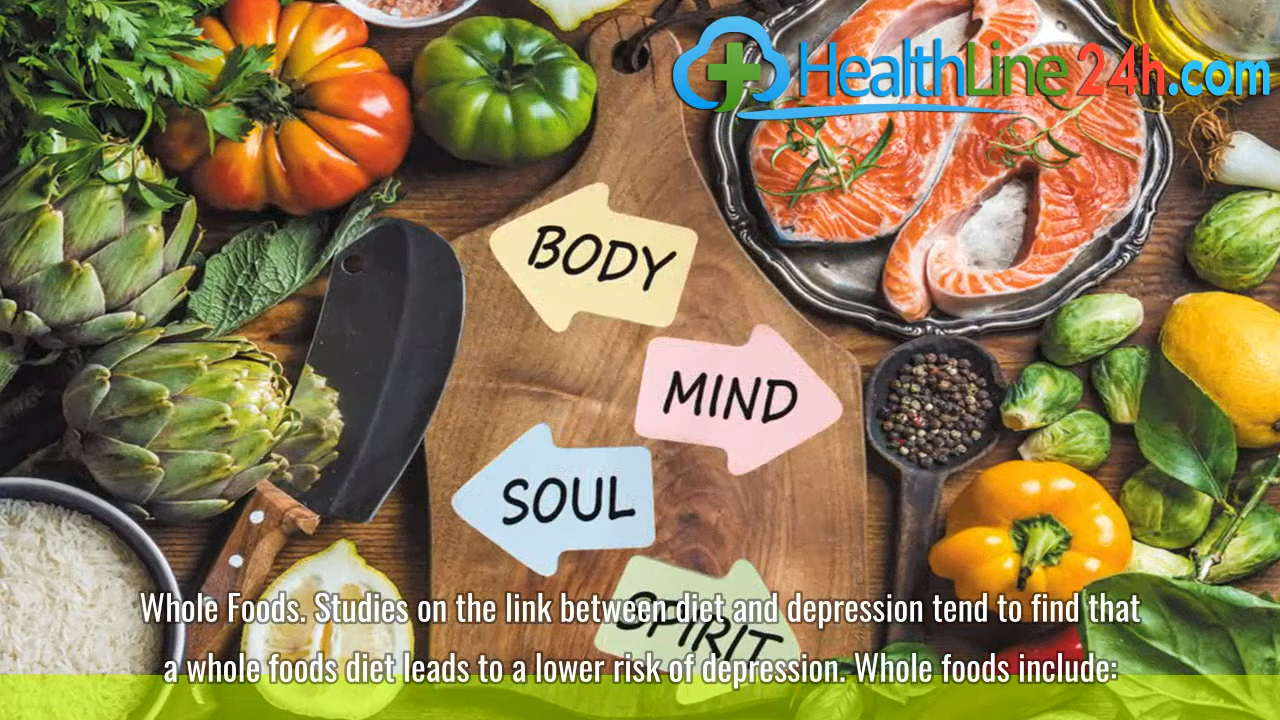 HealthLine24h.com
BODY
MIND
SOUL
SPIRIT
Whole Foods. Studies on the link between diet and depression tend to find that
a whole foods diet leads to a lower risk of depression. Whole foods include: